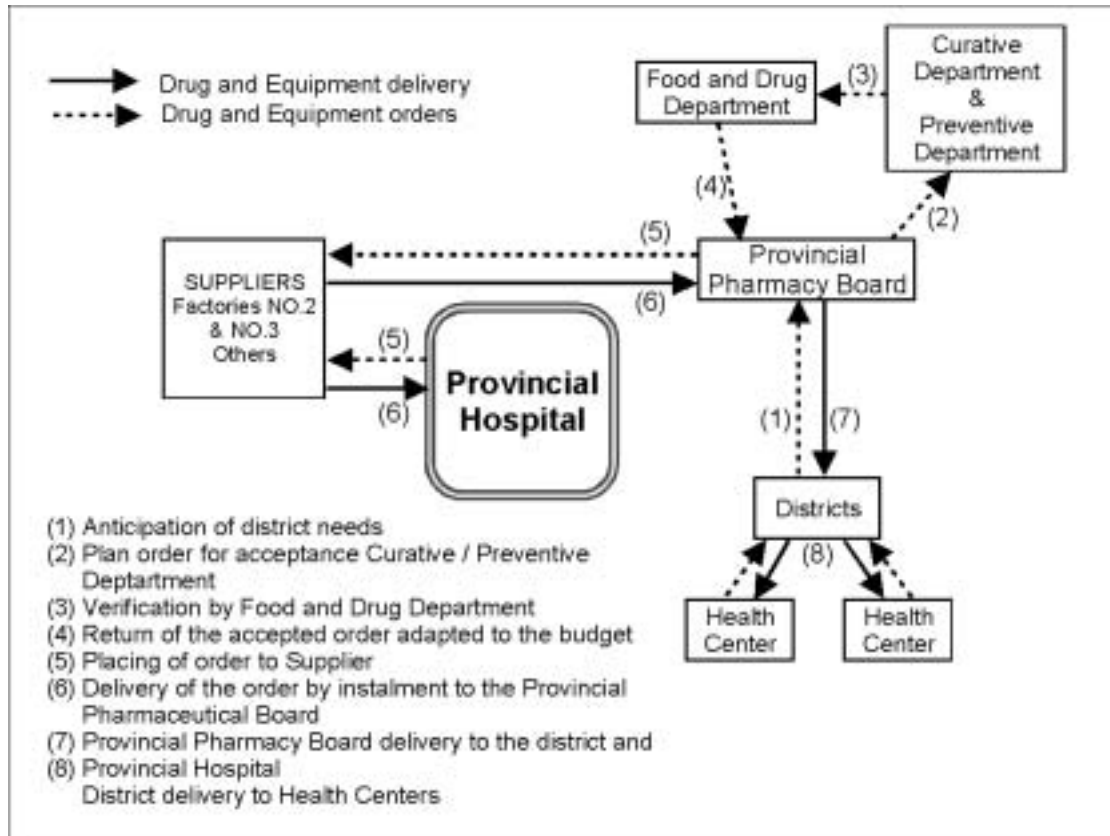 Drug and Equipment delivery
Drug and Equipment orders
Food and Drug
Department
(3)
Curative
Department
&
Preventive
Department
(4)
(2)
(5)
Provincial
Pharmacy Board
(6)
SUPPLIERS
Factories NO.2
& NO.3
Others
(5)
(6)
Provincial
Hospital
(1)
(7)
Districts
(8)
Health
Center
Health
Center
(1) Anticipation of district needs
(2) Plan order for acceptance Curative / Preventive
Deptartment
(3) Verification by Food and Drug Department
(4) Return of the accepted order adapted to the budget
(5) Placing of order to Supplier
(6) Delivery of the order by instalment to the Provincial
Pharmaceutical Board
(7) Provincial Pharmacy Board delivery to the district and
(8) Provincial Hospital
District delivery to Health Centers